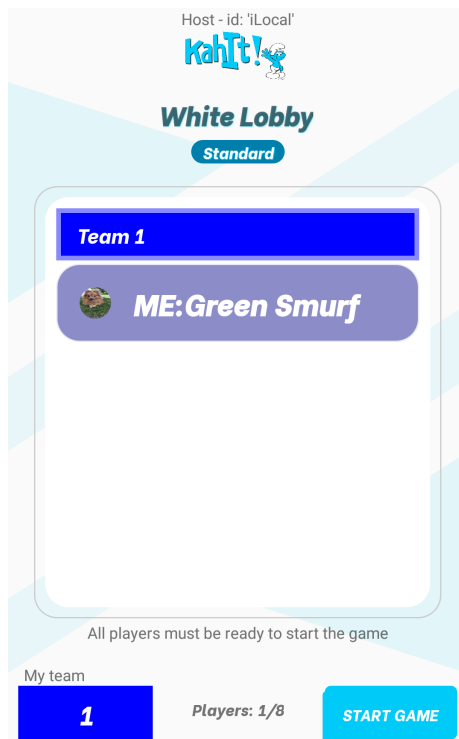 Host - id: 'iLocal'
KahIt!
White Lobby
Standard
Team 1
ME:Green Smurf
All players must be ready to start the game
My team
1
Players: 1/8
START GAME